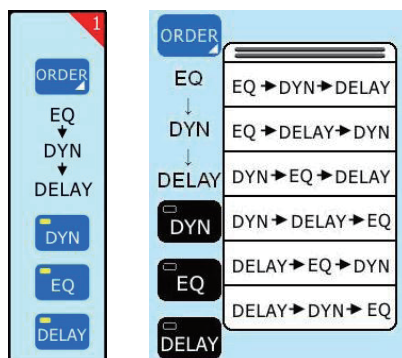 1
ORDER
EQ
DYN
DELAY
DYN
EQ
DELAY
ORDER
EQ
↓
DYN
↓
DELAY
DYN
EQ
DELAY
EQ→DYN→DELAY
EQ→DELAY→DYN
DYN→EQ→DELAY
DYN→DELAY→EQ
DELAY→EQ→DYN
DELAY→DYN→EQ